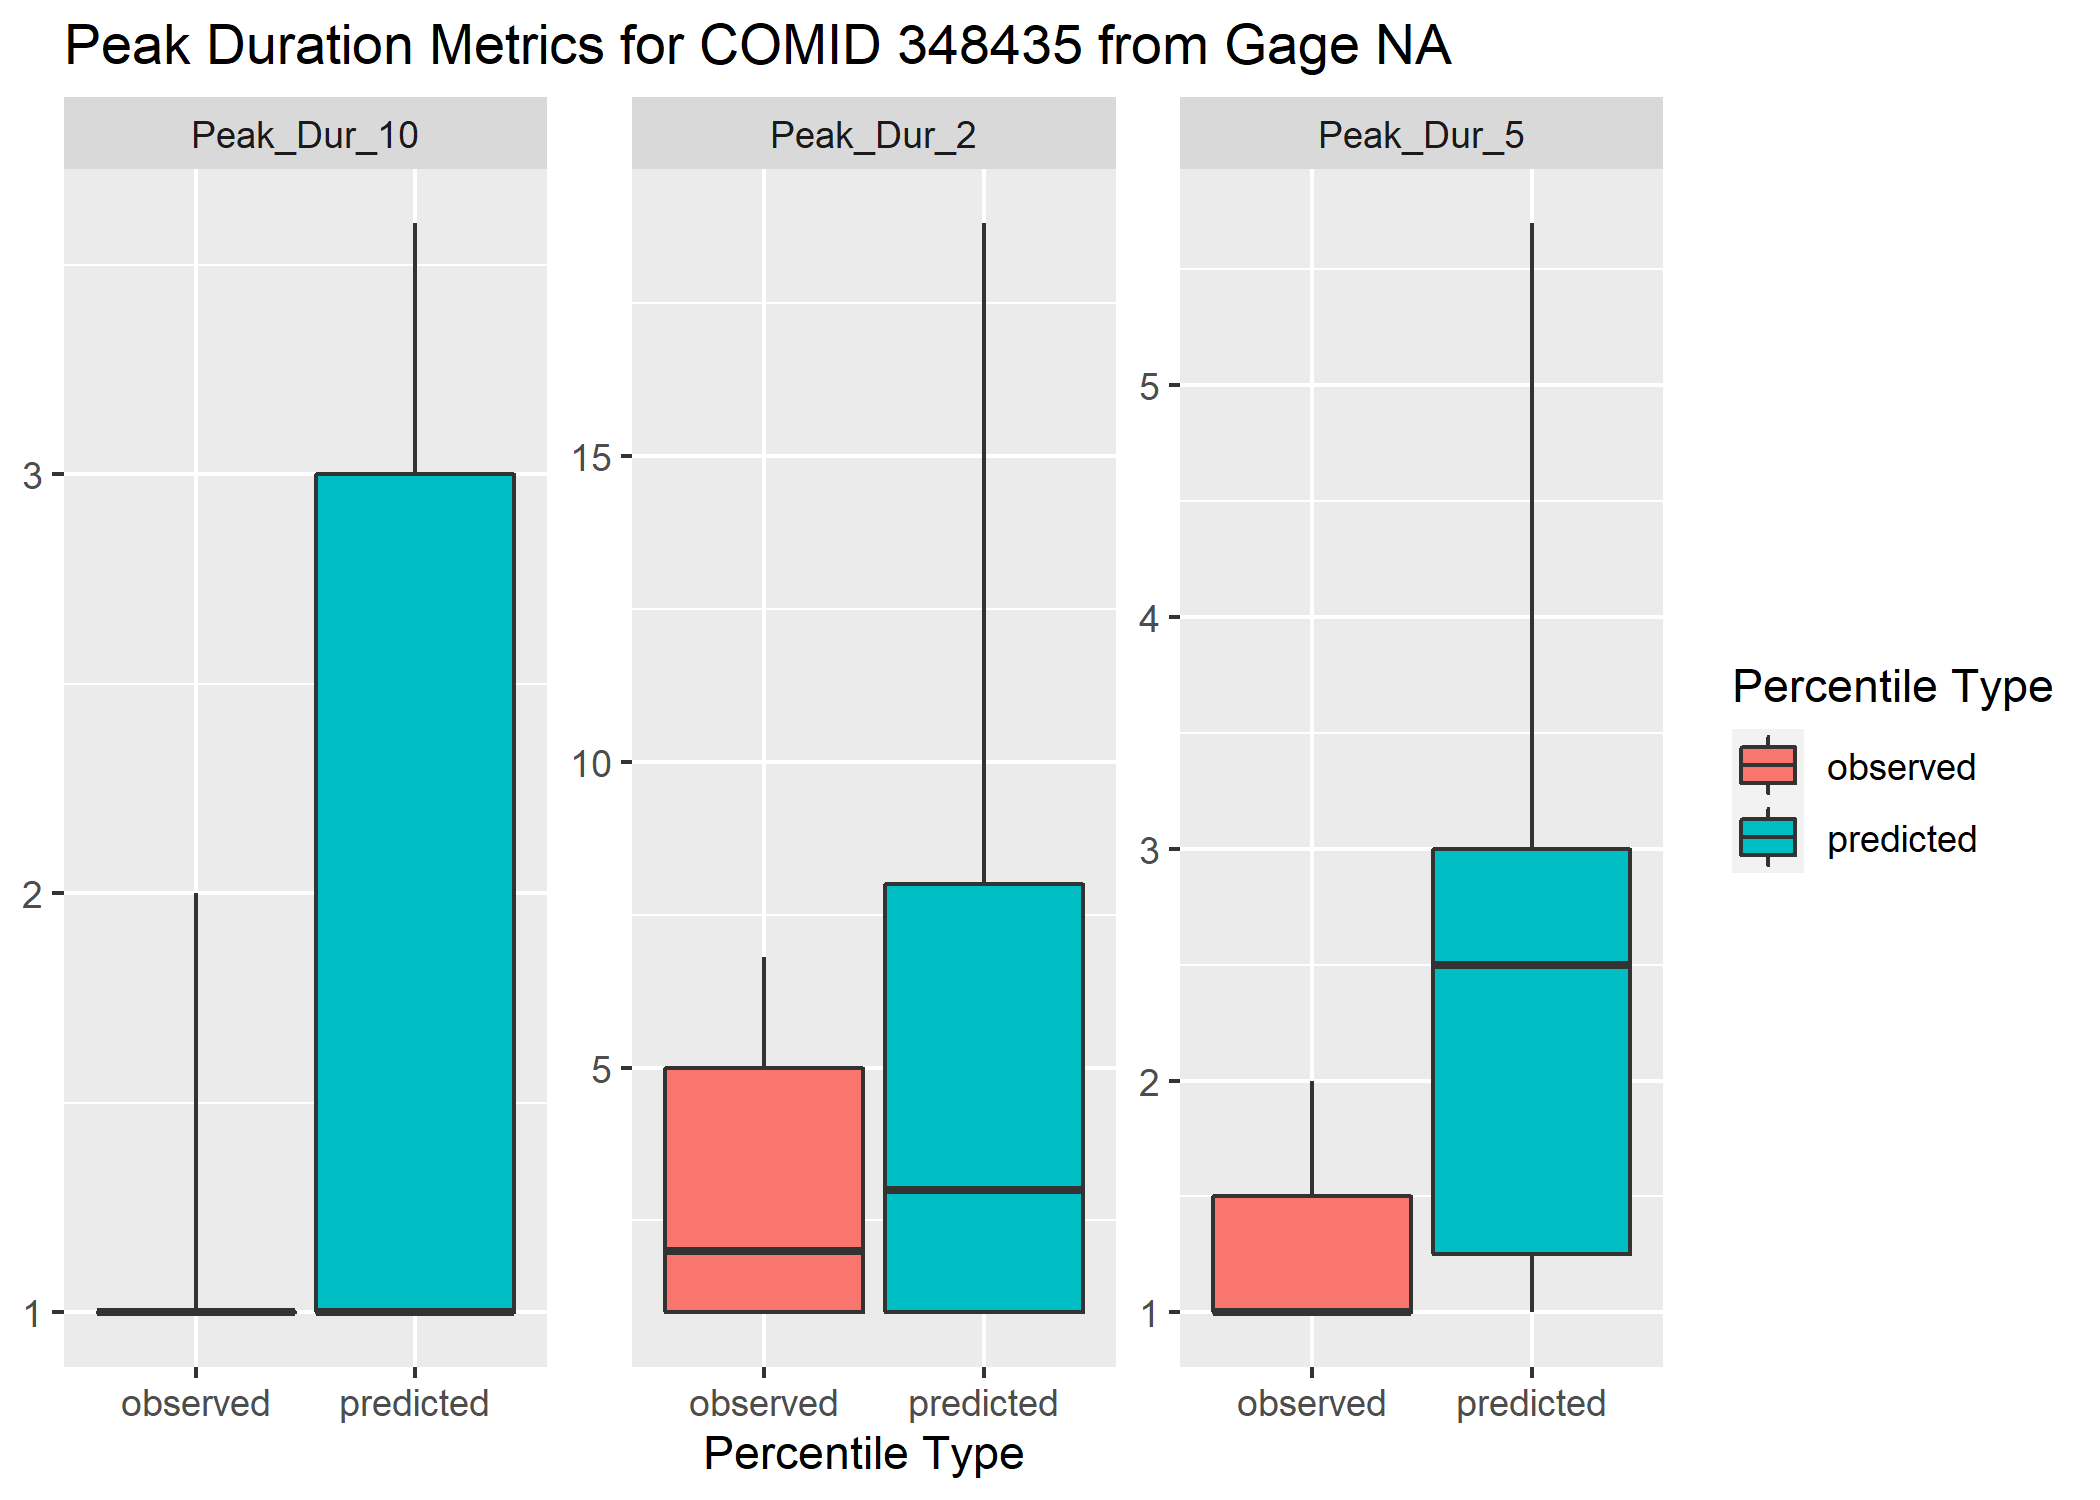 Peak Duration Metrics for COMID 348435 from Gage NA
Peak_Dur_10
Peak_Dur_2
Peak_Dur_5
3
2
1
15
10
5
5
4
3
2
1
observed predicted
observed predicted
observed predicted
Percentile Type
Percentile Type
observed
predicted